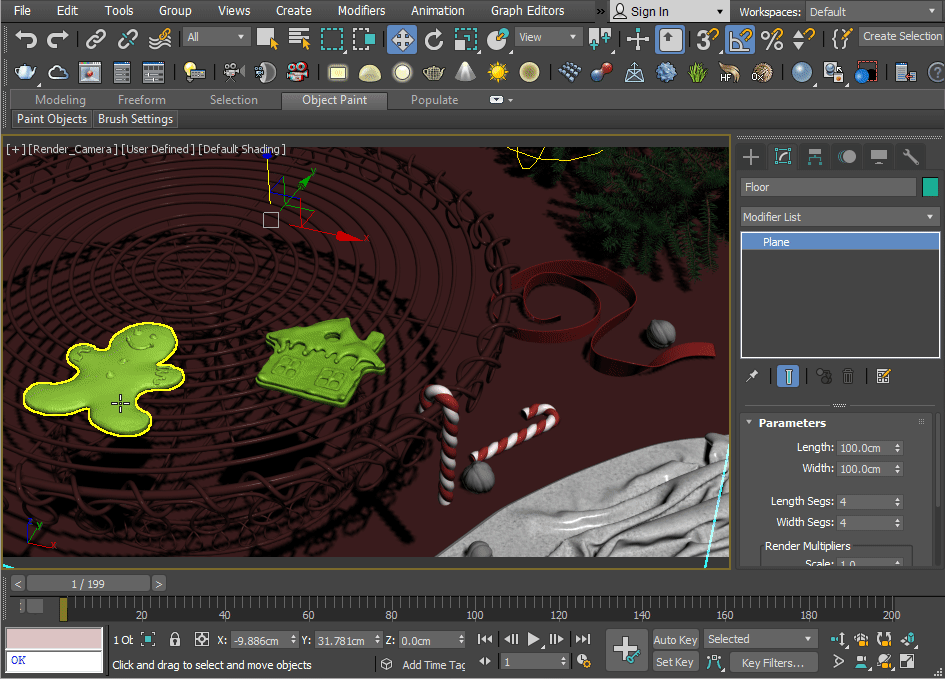 File Edit Tools Group Views Create Modifiers Animation Graph Editors » Sign In Workspaces: Default
All View 3 Create Selection
HF Ox
Modeling Freeform Selection Object Paint Populate
Paint Objects Brush Settings
[+] [Render_Camera ] [User Defined ] [Default Shading ]
Floor
Modifier List
Plane
Parameters
Length: 100.0cm
Width: 100.0cm
Length Segs: 4
Width Segs: 4
Render Multipliers
Scale: 1.0
z y x
< 1 / 199 >
20 40 60 80 100 120 140 160 180 200
1 Ob X: -9.886cm Y: 31.781cm Z: 0.0cm Auto Key Selected
OK Click and drag to select and move objects Add Time Tag 1 Set Key Key Filters...